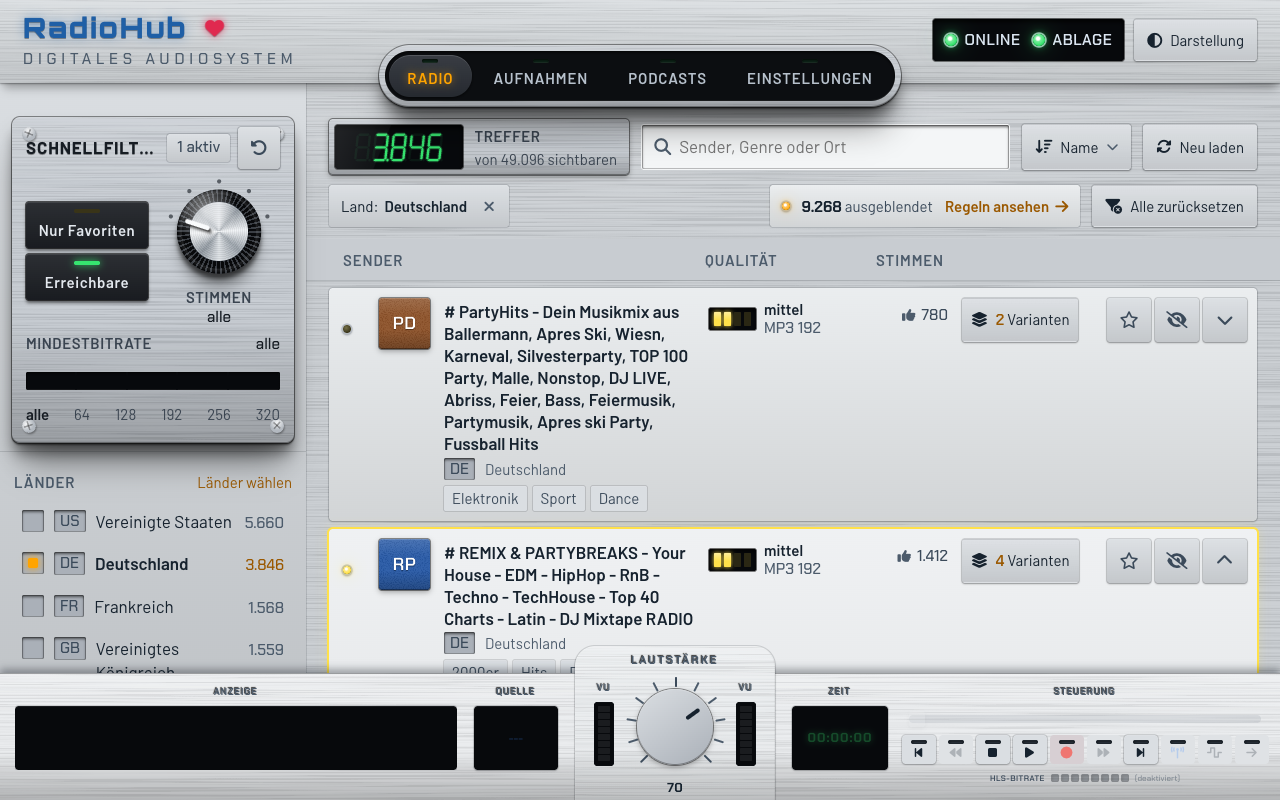 RadioHub
DIGITALES AUDIOSYSTEM
RADIO
AUFNAHMEN
PODCASTS
EINSTELLUNGEN
ONLINE
ABLAGE
Darstellung
SCHNELLFILT...
1 aktiv
Nur Favoriten
Erreichbare
STIMMEN
alle
MINDESTBITRATE
alle
alle 64 128 192 256 320
LÄNDER
Länder wählen
US Vereinigte Staaten 5.660
DE Deutschland 3.846
FR Frankreich 1.568
GB Vereinigtes 1.559
Königreich
3.846
TREFFER
von 49.096 sichtbaren
Sender, Genre oder Ort
Name
Neu laden
Land: Deutschland ✕
9.268 ausgeblendet Regeln ansehen →
Alle zurücksetzen
SENDER
QUALITÄT
STIMMEN
PD
# PartyHits - Dein Musikmix aus
Ballermann, Apres Ski, Wiesn,
Karneval, Silvesterparty, TOP 100
Party, Malle, Nonstop, DJ LIVE,
Abriss, Feier, Bass, Feiermusik,
Partymusik, Apres ski Party,
Fussball Hits
DE Deutschland
Elektronik Sport Dance
mittel
MP3 192
780
2 Varianten
RP
# REMIX & PARTYBREAKS - Your
House - EDM - HipHop - RnB -
Techno - TechHouse - Top 40
Charts - Latin - DJ Mixtape RADIO
DE Deutschland
2000er Hits
mittel
MP3 192
1.412
4 Varianten
ANZEIGE
QUELLE
---
LAUTSTÄRKE
VU
VU
70
ZEIT
00:00:00
STEUERUNG
HLS-BITRATE
(deaktiviert)